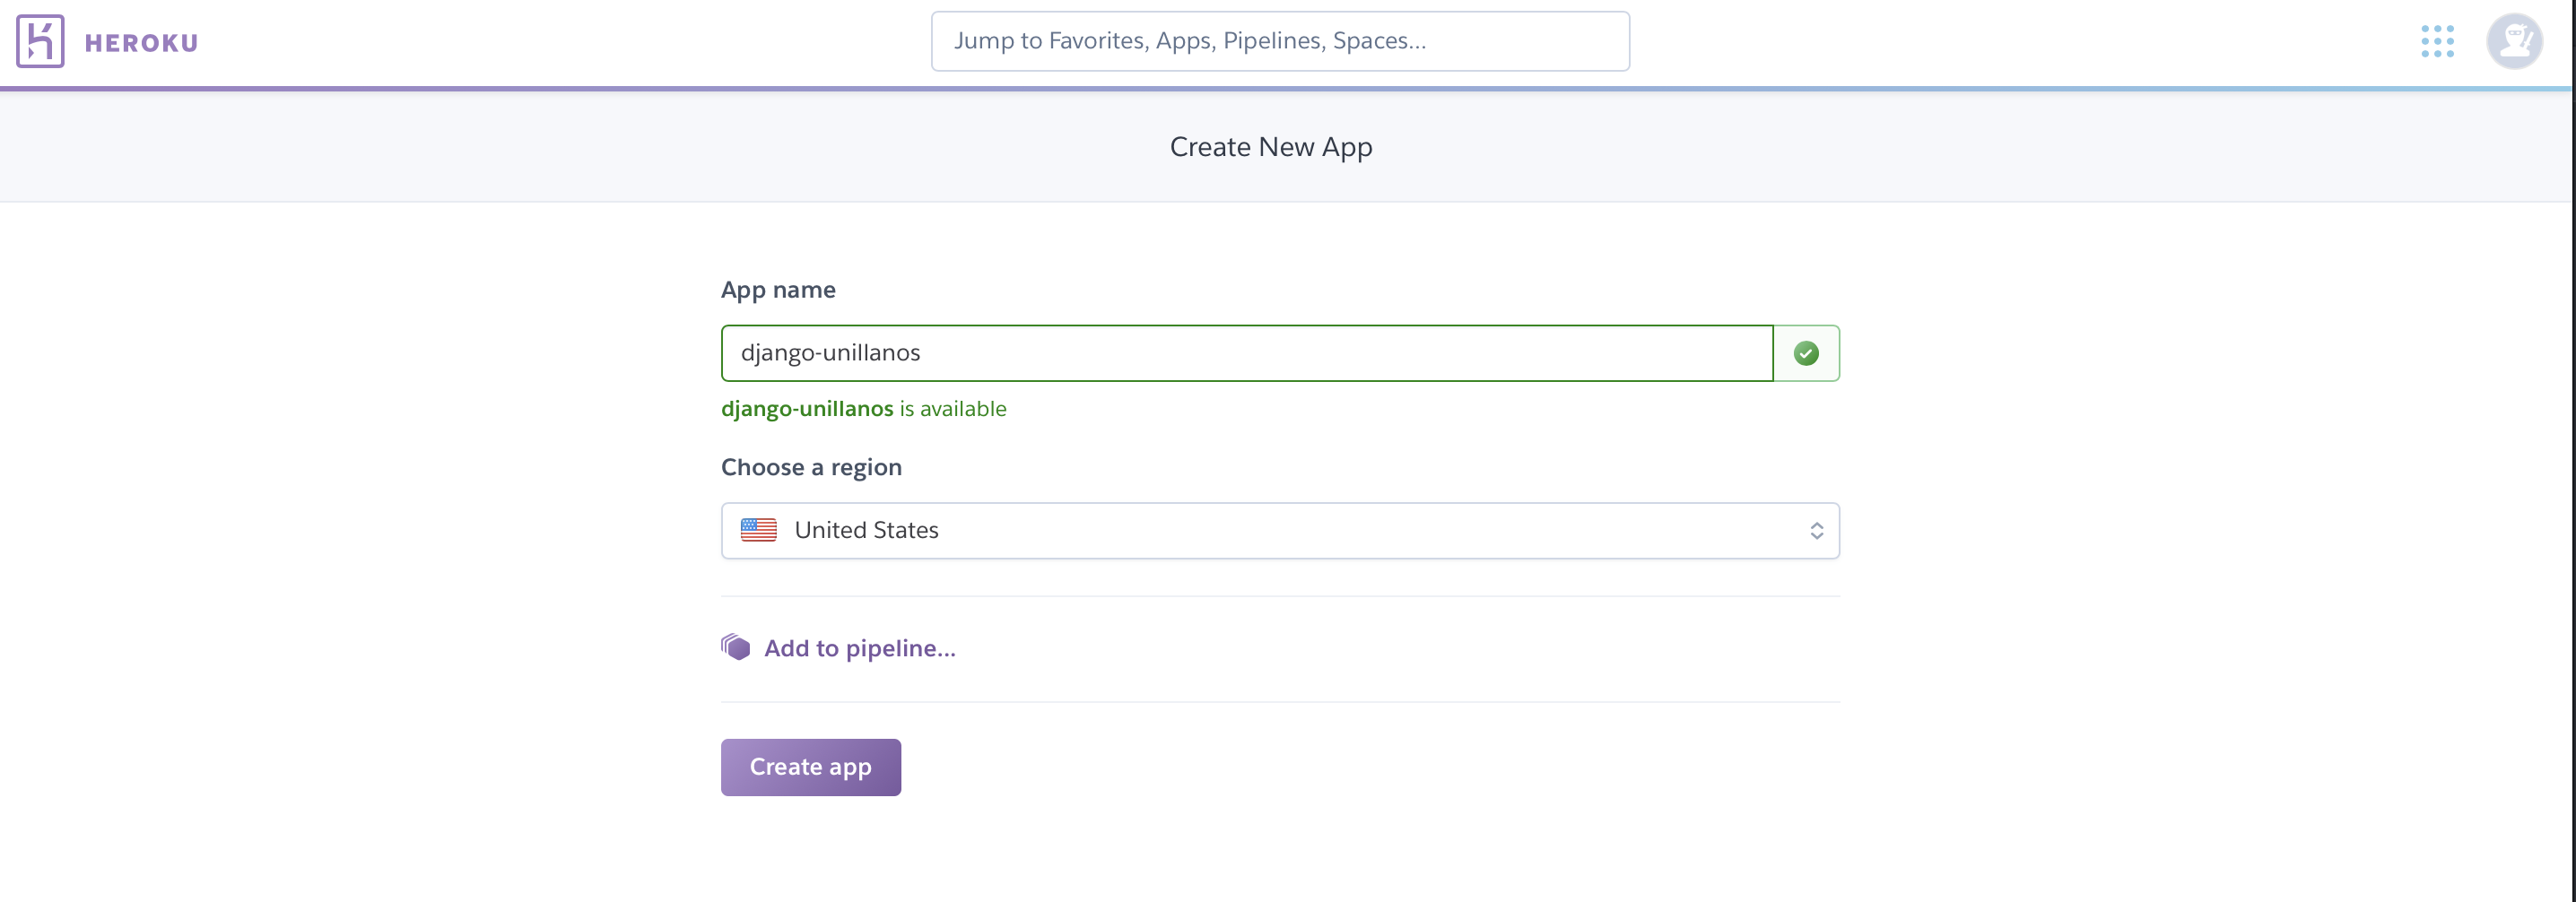 HEROKU
Jump to Favorites, Apps, Pipelines, Spaces...
Create New App
App name
django-unillanos
django-unillanos is available
Choose a region
United States
Add to pipeline...
Create app